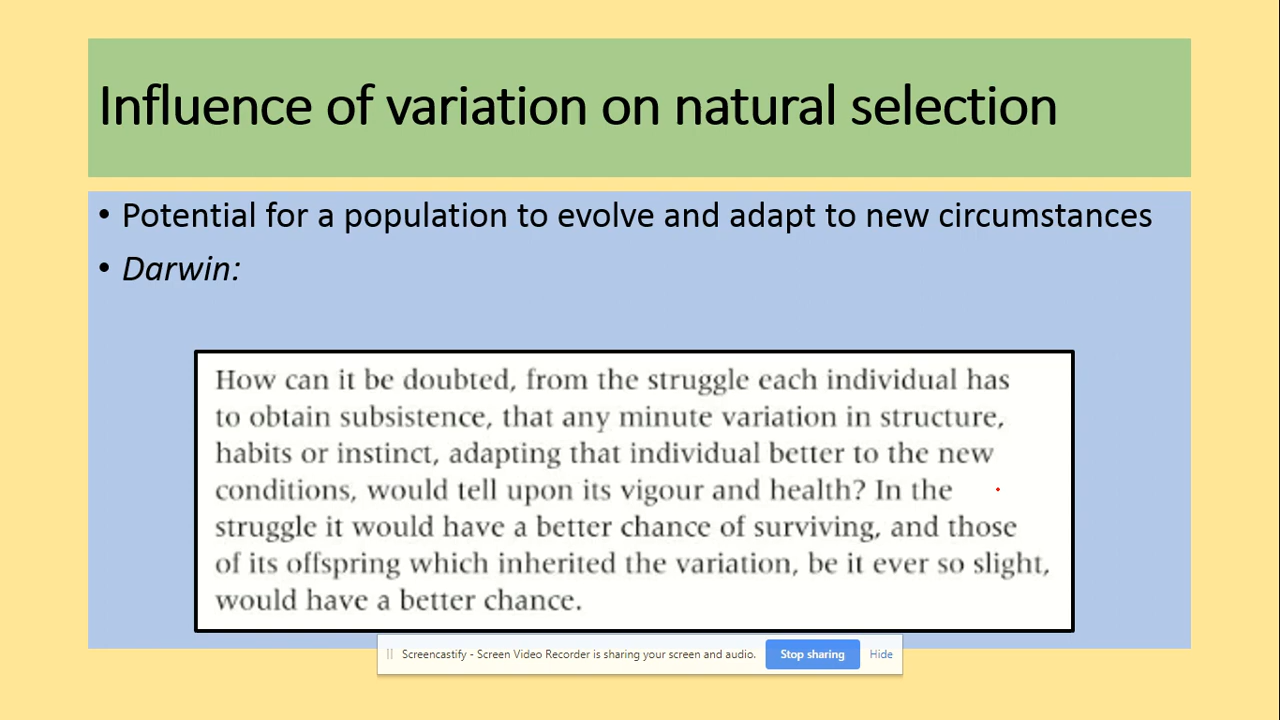 Influence of variation on natural selection
• Potential for a population to evolve and adapt to new circumstances
• Darwin:
How can it be doubted, from the struggle each individual has
to obtain subsistence, that any minute variation in structure,
habits or instinct, adapting that individual better to the new
conditions, would tell upon its vigour and health? In the
struggle it would have a better chance of surviving, and those
of its offspring which inherited the variation, be it ever so slight,
would have a better chance.
Screencastify - Screen Video Recorder is sharing your screen and audio. Stop sharing Hide